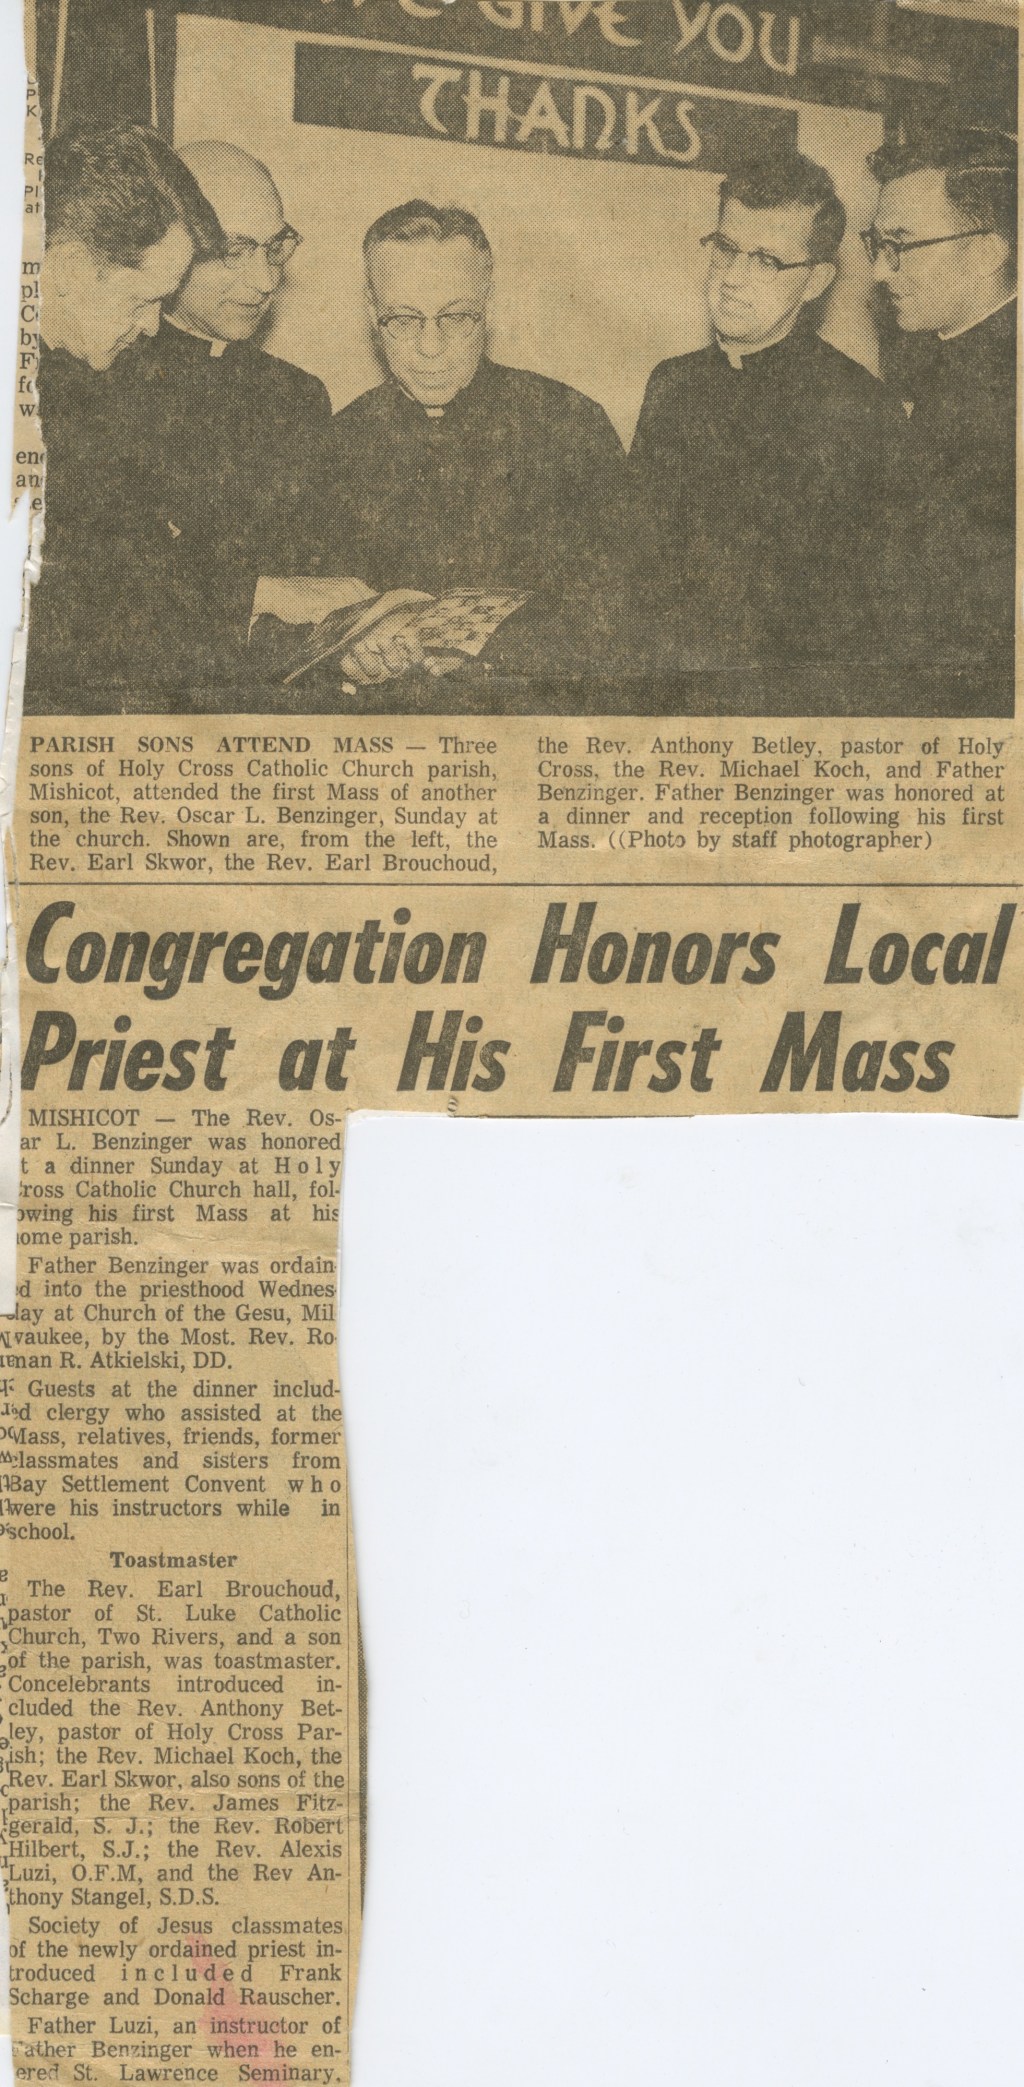 WE GIVE YOU
THANKS
P
K
Re
Pl
at
m
pl
C
by
F
fo
w
en
an
PARISH SONS ATTEND MASS — Three
sons of Holy Cross Catholic Church parish,
Mishicot, attended the first Mass of another
son, the Rev. Oscar L. Benzinger, Sunday at
the church. Shown are, from the left, the
Rev. Earl Skwor, the Rev. Earl Brouchoud,
the Rev. Anthony Betley, pastor of Holy
Cross, the Rev. Michael Koch, and Father
Benzinger. Father Benzinger was honored at
a dinner and reception following his first
Mass. ((Photo by staff photographer)
Congregation Honors Local
Priest at His First Mass
MISHICOT — The Rev. Os-
ar L. Benzinger was honored
t a dinner Sunday at Holy
ross Catholic Church hall, fol-
owing his first Mass at his
ome parish.
Father Benzinger was ordain-
ed into the priesthood Wednes-
day at Church of the Gesu, Mil
waukee, by the Most. Rev. Ro-
man R. Atkielski, DD.
Guests at the dinner includ-
ed clergy who assisted at the
Mass, relatives, friends, former
classmates and sisters from
Bay Settlement Convent who
were his instructors while in
school.
Toastmaster
The Rev. Earl Brouchoud,
pastor of St. Luke Catholic
Church, Two Rivers, and a son
of the parish, was toastmaster.
Concelebrants introduced in-
cluded the Rev. Anthony Bet-
ley, pastor of Holy Cross Par-
ish; the Rev. Michael Koch, the
Rev. Earl Skwor, also sons of the
parish; the Rev. James Fitz-
gerald, S. J.; the Rev. Robert
Hilbert, S.J.; the Rev. Alexis
Luzi, O.F.M, and the Rev An-
thony Stangel, S.D.S.
Society of Jesus classmates
of the newly ordained priest in-
troduced included Frank
Scharge and Donald Rauscher.
Father Luzi, an instructor of
Father Benzinger when he en-
ered St. Lawrence Seminary,